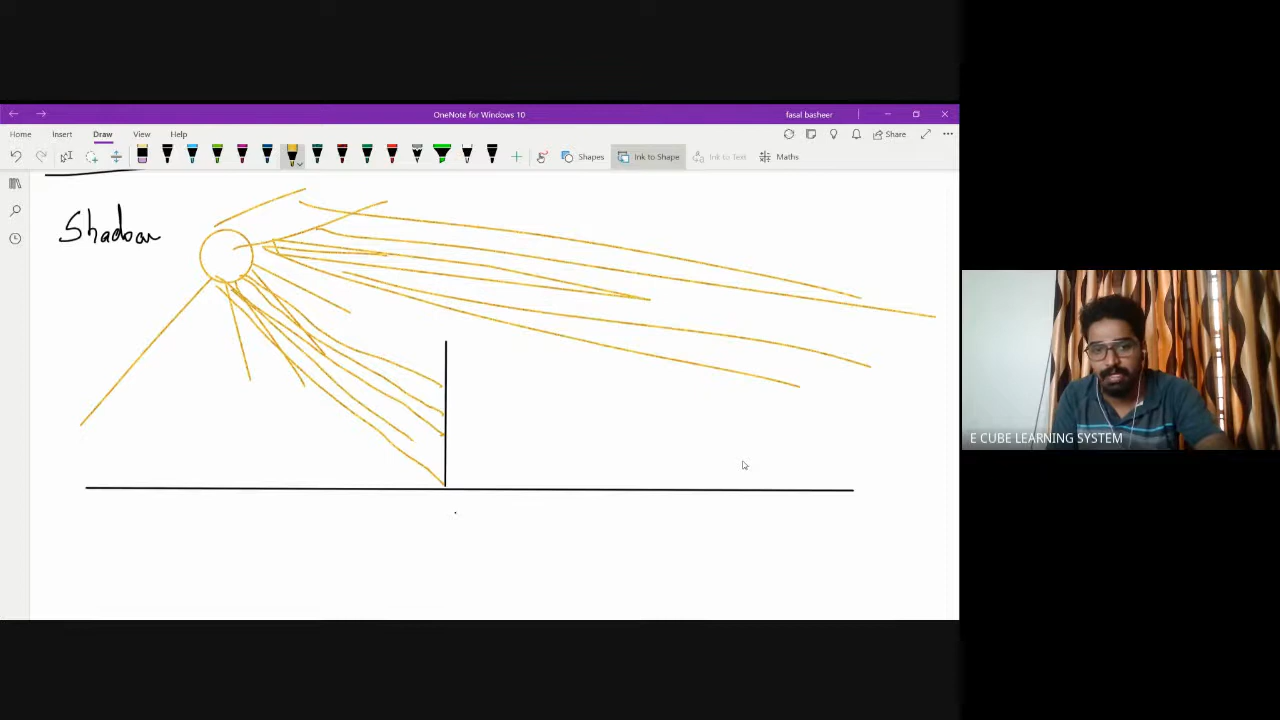 OneNote for Windows 10
fasal basheer
Home Insert Draw View Help
Share
Shapes
Ink to Shape
Ink to Text
Maths
Shadow
E CUBE LEARNING SYSTEM